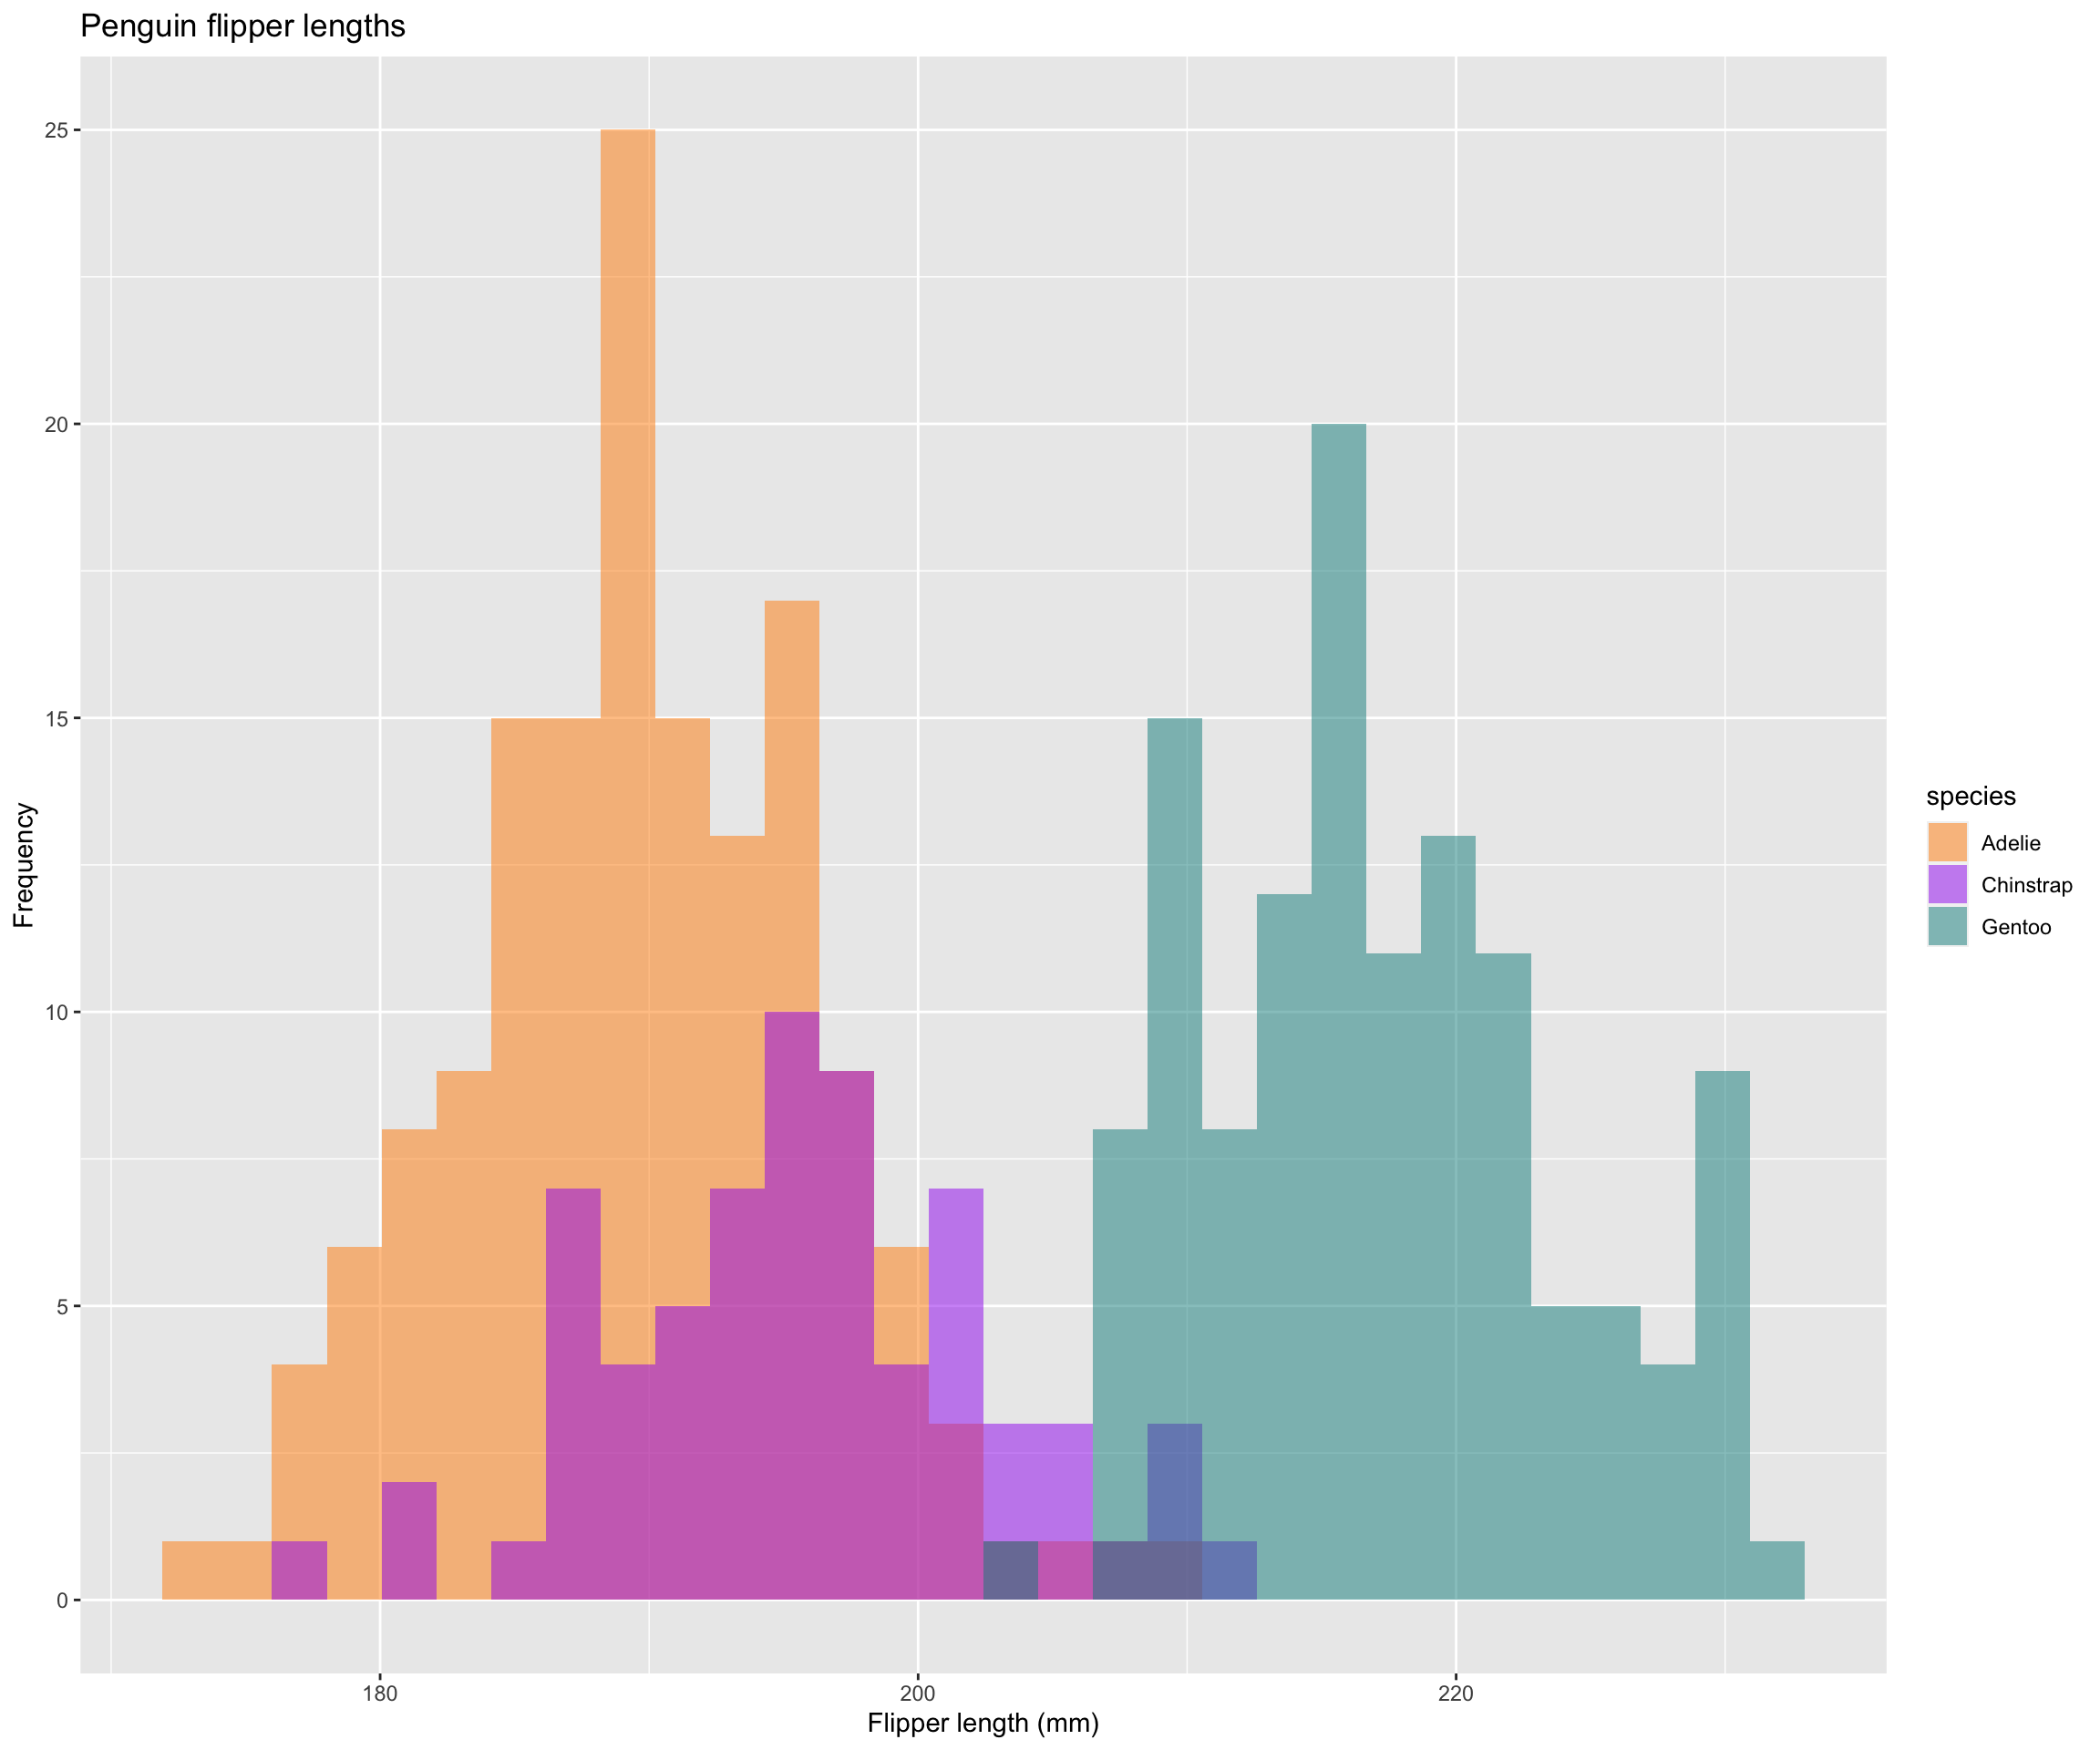 Penguin flipper lengths
25
20
15
10
5
0
Frequency
180
200
220
Flipper length (mm)
species
Adelie
Chinstrap
Gentoo